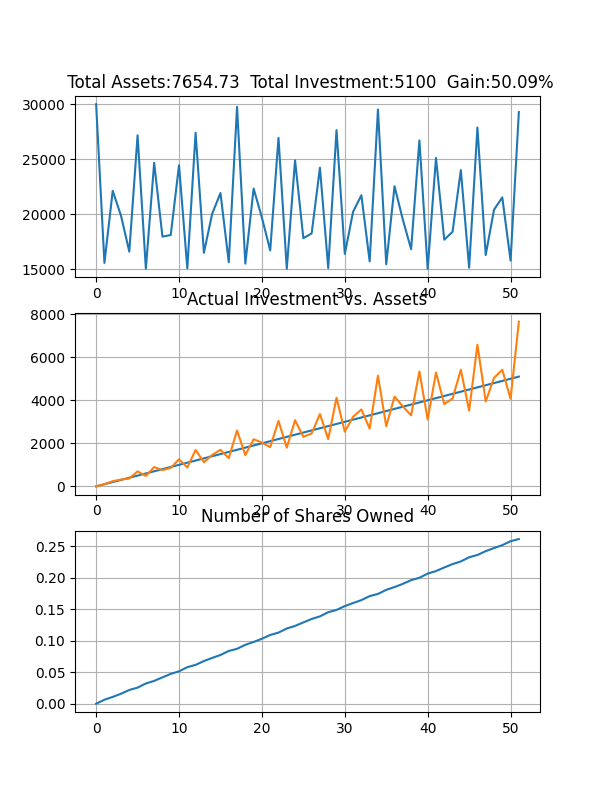 Total Assets:7654.73 Total Investment:5100 Gain:50.09%
30000
25000
20000
15000
0 10 20 30 40 50
Actual Investment vs. Assets
8000
6000
4000
2000
0
0 10 20 30 40 50
Number of Shares Owned
0.25
0.20
0.15
0.10
0.05
0.00
0 10 20 30 40 50